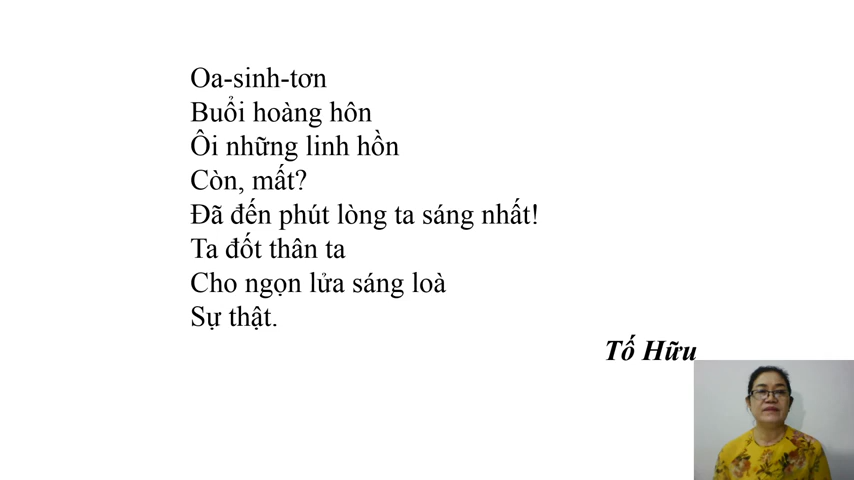 Oa-sinh-tơn
Buổi hoàng hôn
Ôi những linh hồn
Còn, mất?
Đã đến phút lòng ta sáng nhất!
Ta đốt thân ta
Cho ngọn lửa sáng loà
Sự thật.
Tố Hữu